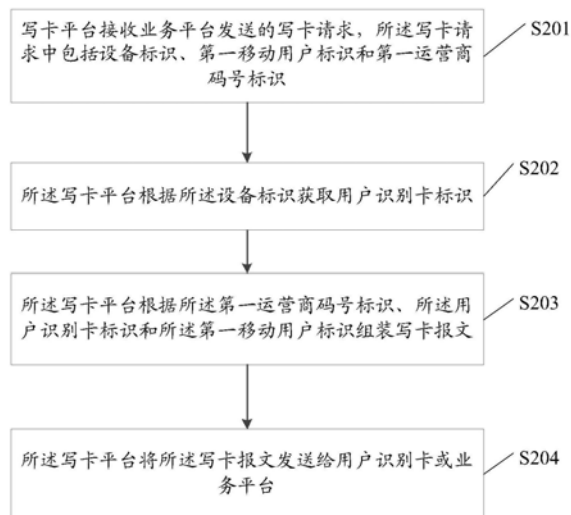 写卡平台接收业务平台发送的写卡请求，所述写卡请
求中包括设备标识、第一移动用户标识和第一运营商
码号标识
S201
所述写卡平台根据所述设备标识获取用户识别卡标识
S202
所述写卡平台根据所述第一运营商码号标识、所述用
户识别卡标识和所述第一移动用户标识组装写卡报文
S203
所述写卡平台将所述写卡报文发送给用户识别卡或业
务平台
S204